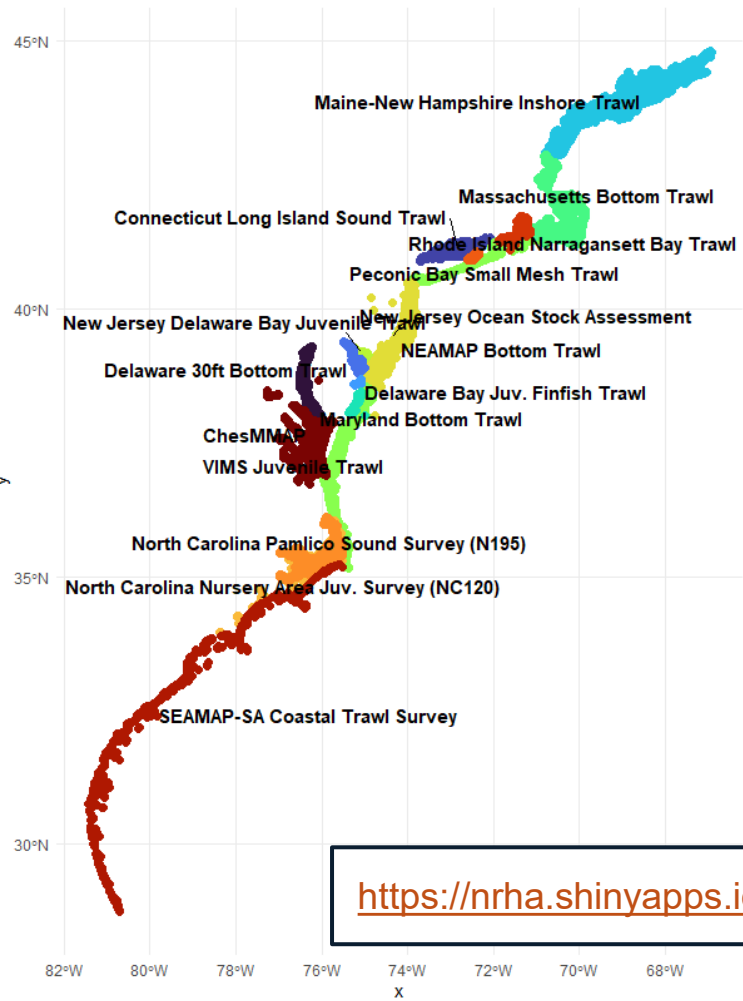 45°N
Maine-New Hampshire Inshore Trawl
Massachusetts Bottom Trawl
Connecticut Long Island Sound Trawl
Rhode Island Narragansett Bay Trawl
Peconic Bay Small Mesh Trawl
40°N
New Jersey Ocean Stock Assessment
New Jersey Delaware Bay Juvenile Trawl
NEAMAP Bottom Trawl
Delaware 30ft Bottom Trawl
Delaware Bay Juv. Finfish Trawl
Maryland Bottom Trawl
ChesMMAP
VIMS Juvenile Trawl
y
North Carolina Pamlico Sound Survey (N195)
35°N
North Carolina Nursery Area Juv. Survey (NC120)
SEAMAP-SA Coastal Trawl Survey
30°N
https://nrha.shinyapps.i
82°W 80°W 78°W 76°W 74°W 72°W 70°W 68°W
x